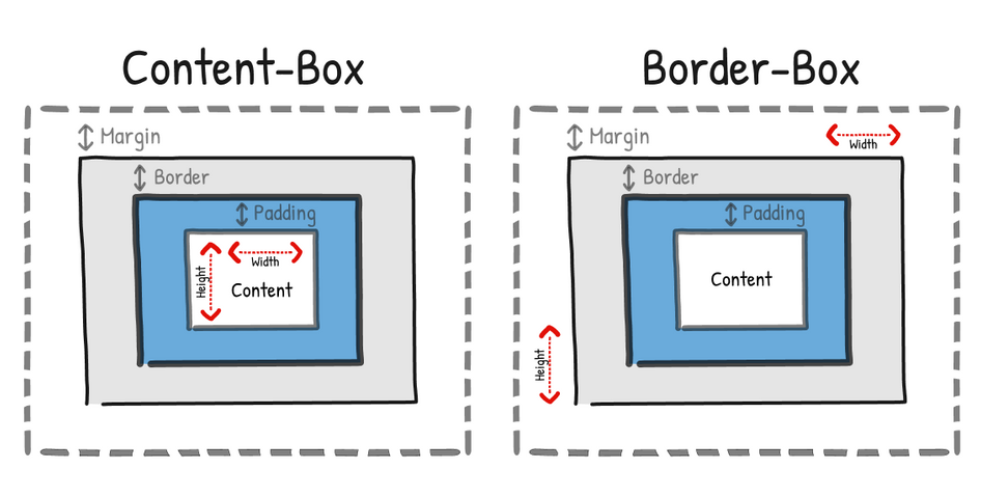 Content-Box
Margin
Border
Padding
Width
Height
Content
Border-Box
Margin
Width
Border
Padding
Content
Height